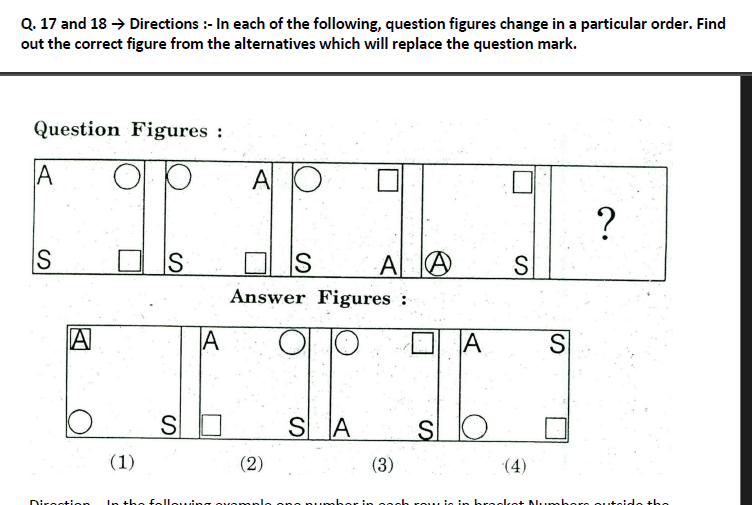 Q. 17 and 18 → Directions :- In each of the following, question figures change in a particular order. Find
out the correct figure from the alternatives which will replace the question mark.
Question Figures :
A A ?
S S S A A S
Answer Figures :
A A A S
S S A S
(1) (2) (3) (4)